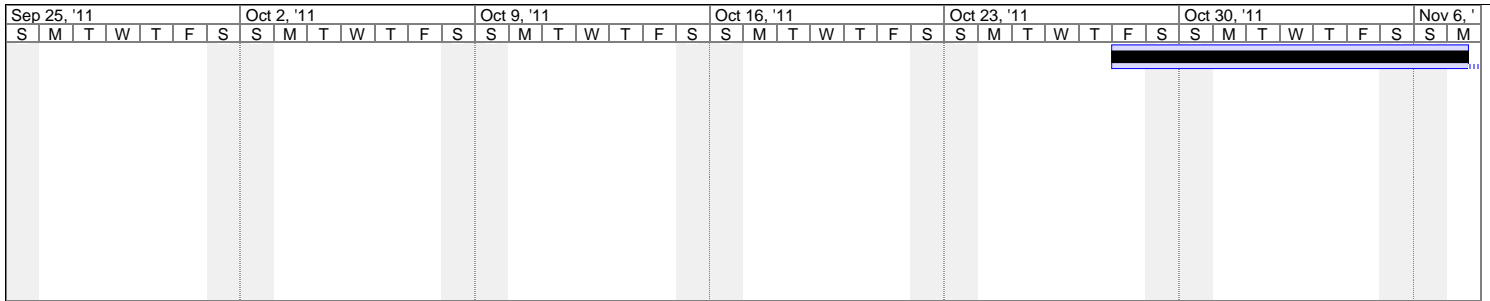 Sep 25, '11 Oct 2, '11 Oct 9, '11 Oct 16, '11 Oct 23, '11 Oct 30, '11 Nov 6, '
S M T W T F S S M T W T F S S M T W T F S S M T W T F S S M T W T F S S M T W T F S S M